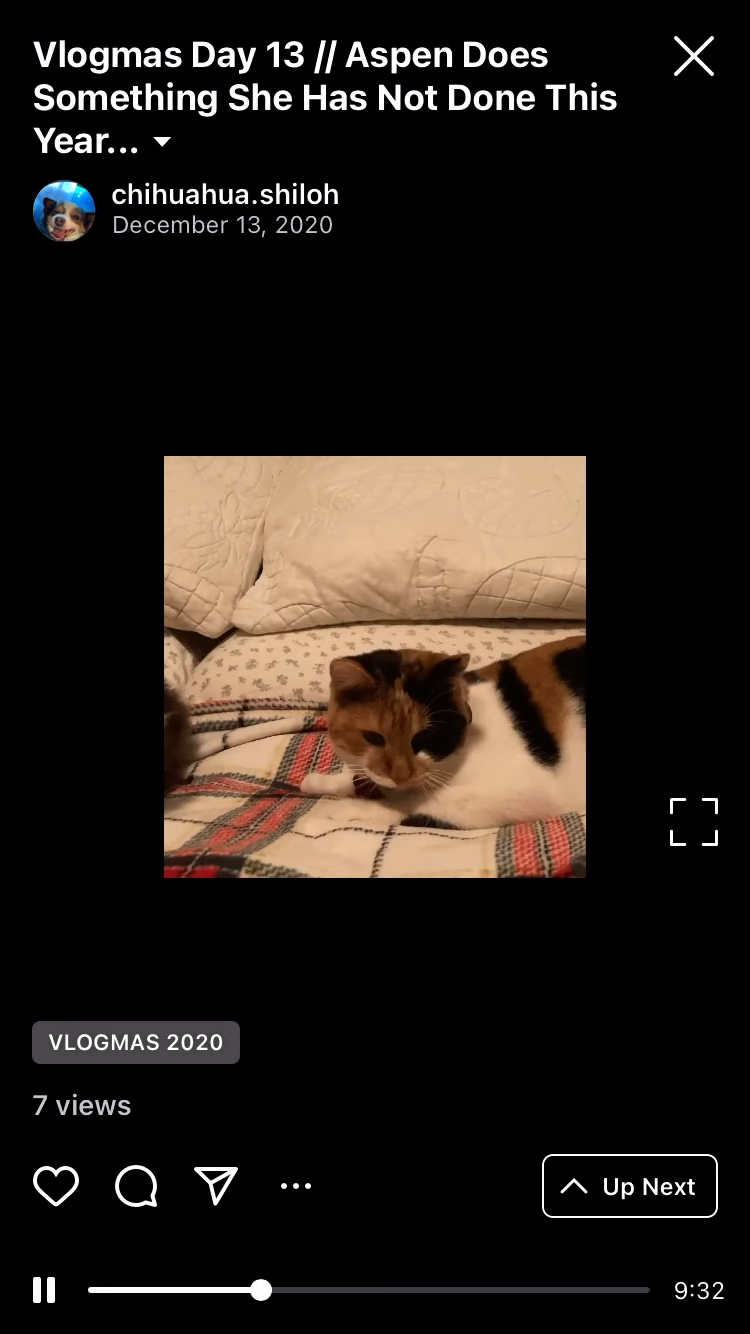 Vlogmas Day 13 // Aspen Does
Something She Has Not Done This
Year...
chihuahua.shiloh
December 13, 2020
VLOGMAS 2020
7 views
Up Next
9:32